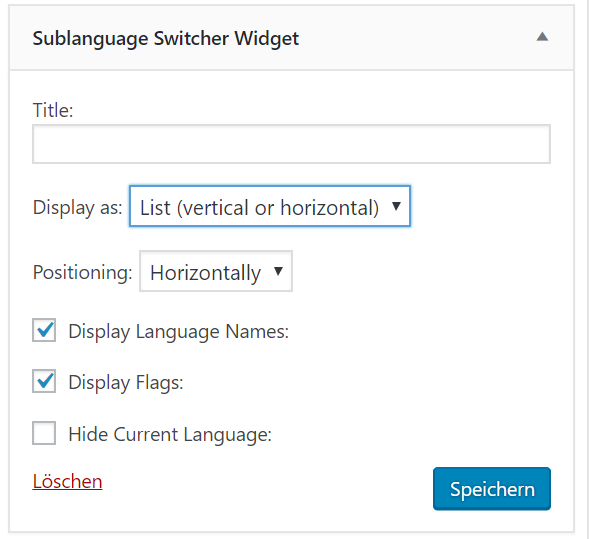 Sublanguage Switcher Widget
Title:
Display as: List (vertical or horizontal)
Positioning: Horizontally
Display Language Names:
Display Flags:
Hide Current Language:
Löschen Speichern